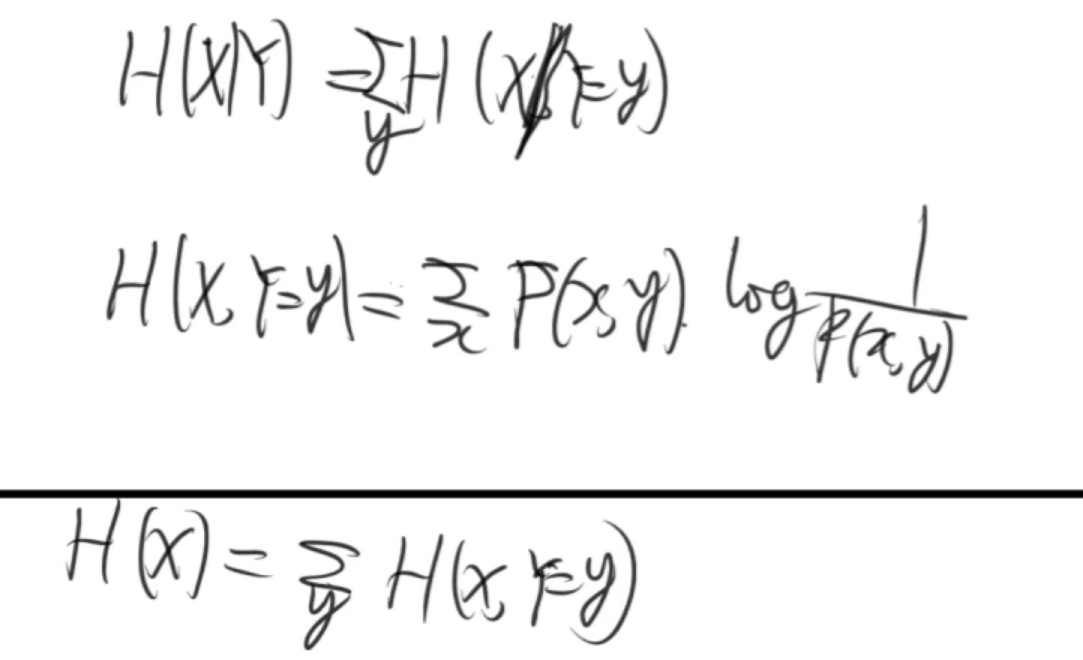 H(X|Y) = Σ_y H(X|Y=y)
H(X, Y=y) = Σ_x P(x,y). log 1/P(x,y)
H(X) = Σ_y H(X, Y=y)